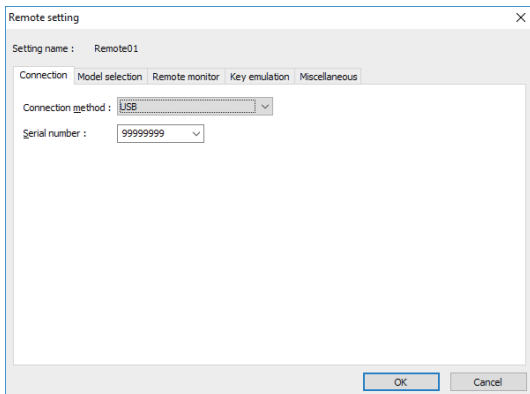 Remote setting
Setting name : Remote01
Connection Model selection Remote monitor Key emulation Miscellaneous
Connection method : USB
Serial number : 99999999
OK Cancel